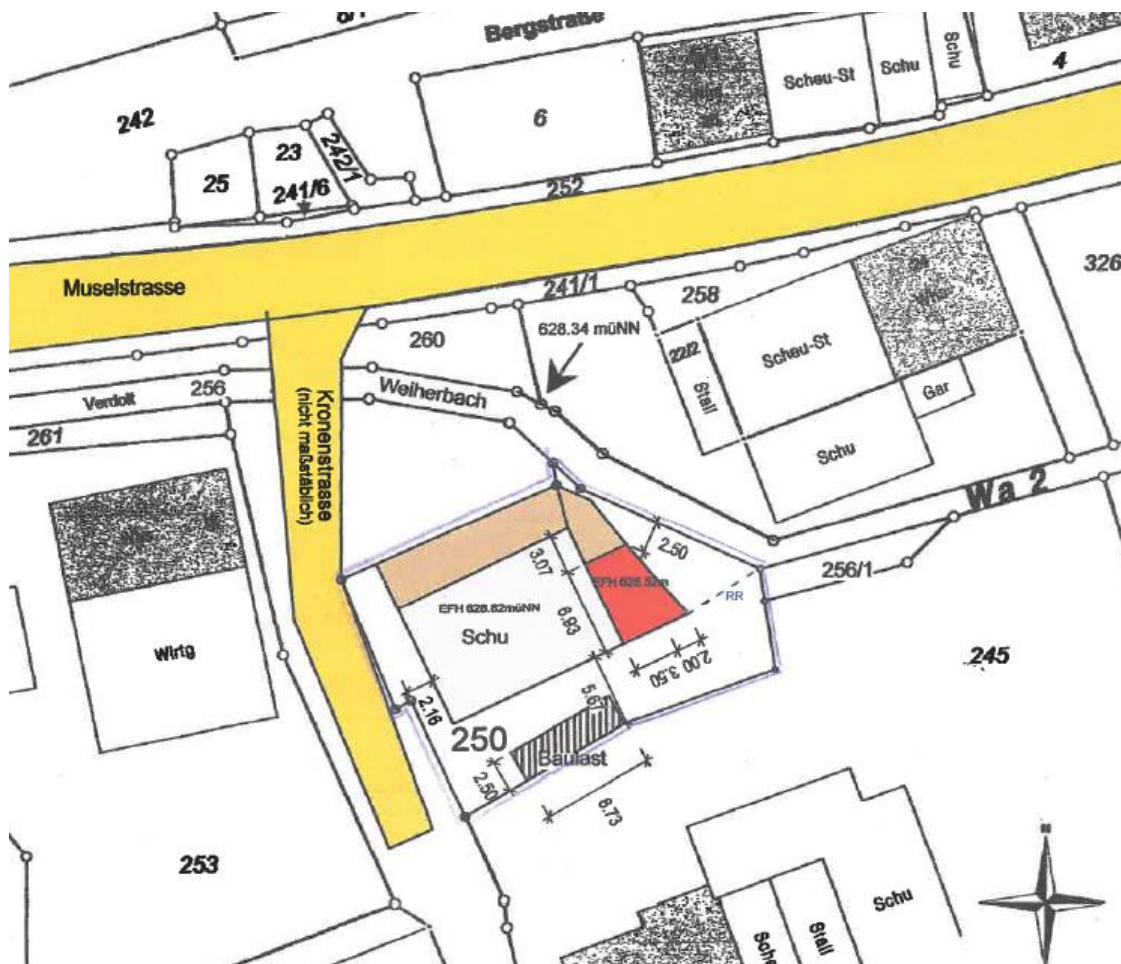 Bergstraße
242
6
Scheu-St
Schu
Schu
4
23
242/1
25
241/6
252
Muselstrasse
241/1
258
326
628.34 müNN
260
22/2
Stall
Scheu-St
Gar
Schu
256
Weiherbach
Verdolt
261
Kronenstrasse
(nicht maßstäblich)
Wa 2
2.50
3.07
256/1
EFH 628.52m
RR
EFH 628.62müNN
Schu
6.93
Wirtg
245
2.00
3.50
2.16
5.67
250
Baulast
2.50
8.73
253
N
Schu
Stall